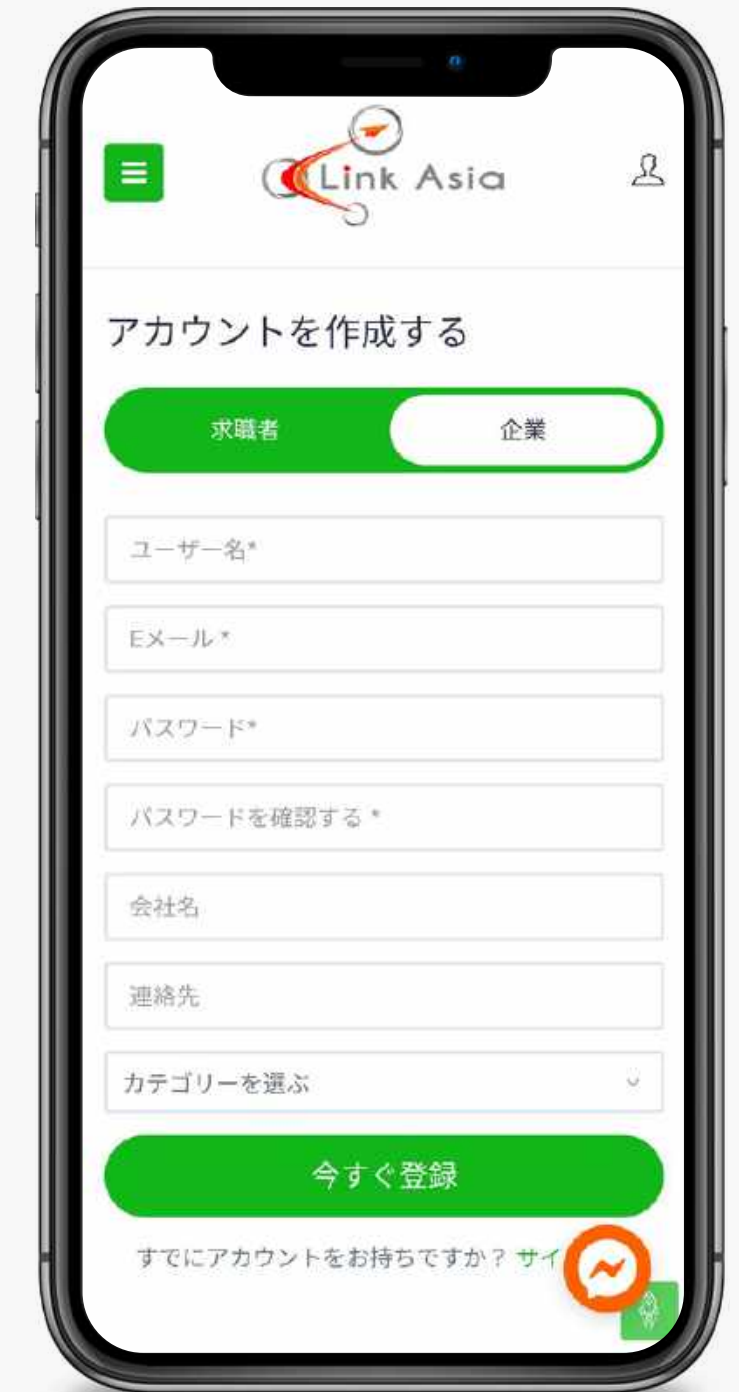 Link Asia
アカウントを作成する
求職者 企業
ユーザー名*
Eメール *
パスワード*
パスワードを確認する *
会社名
連絡先
カテゴリーを選ぶ
今すぐ登録
すでにアカウントをお持ちですか？ サイ